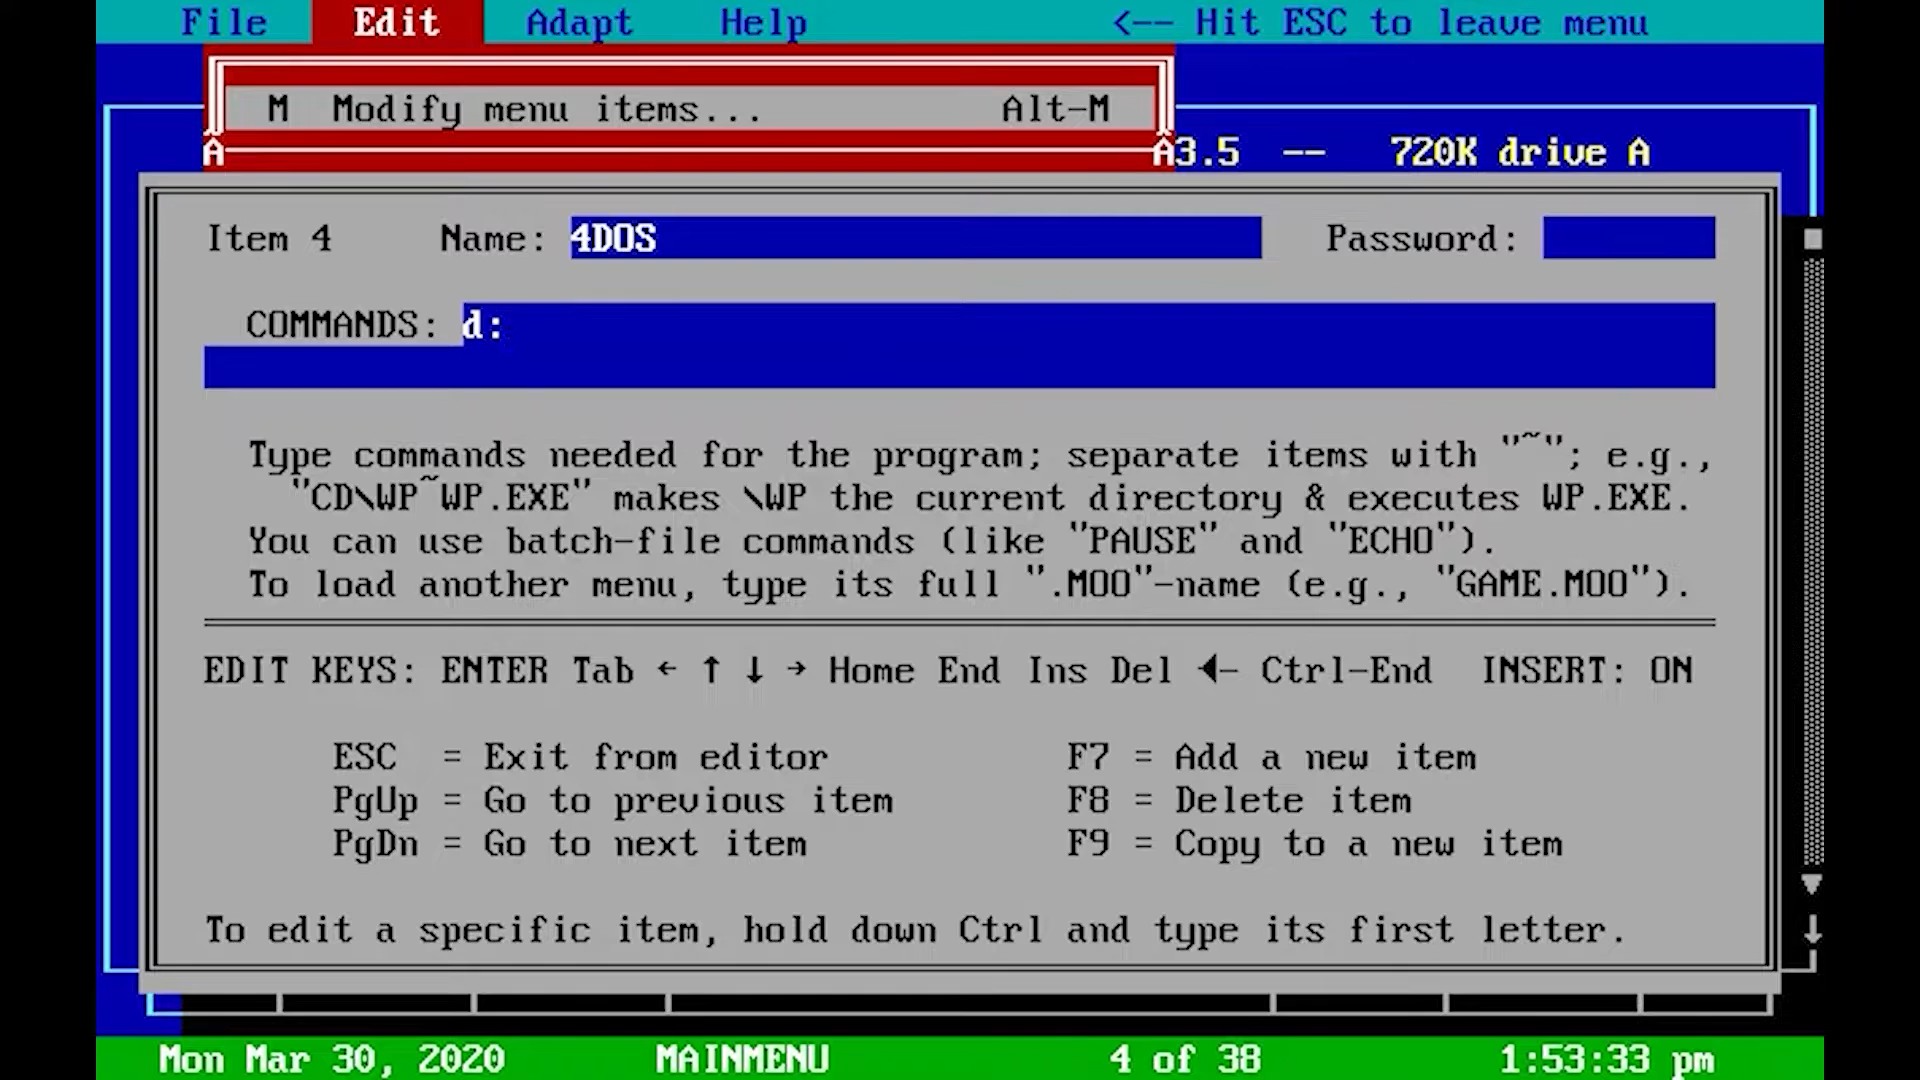 File Edit Adapt Help <-- Hit ESC to leave menu
M Modify menu items... Alt-M
A A3.5 -- 720K drive A
Item 4 Name: 4DOS Password:
COMMANDS: d:
Type commands needed for the program; separate items with "~"; e.g.,
"CD\WP~WP.EXE" makes \WP the current directory & executes WP.EXE.
You can use batch-file commands (like "PAUSE" and "ECHO").
To load another menu, type its full ".MOO"-name (e.g., "GAME.MOO").
EDIT KEYS: ENTER Tab ← ↑ ↓ → Home End Ins Del ◄─ Ctrl-End INSERT: ON
ESC = Exit from editor F7 = Add a new item
PgUp = Go to previous item F8 = Delete item
PgDn = Go to next item F9 = Copy to a new item
To edit a specific item, hold down Ctrl and type its first letter.
Mon Mar 30, 2020 MAINMENU 4 of 38 1:53:33 pm